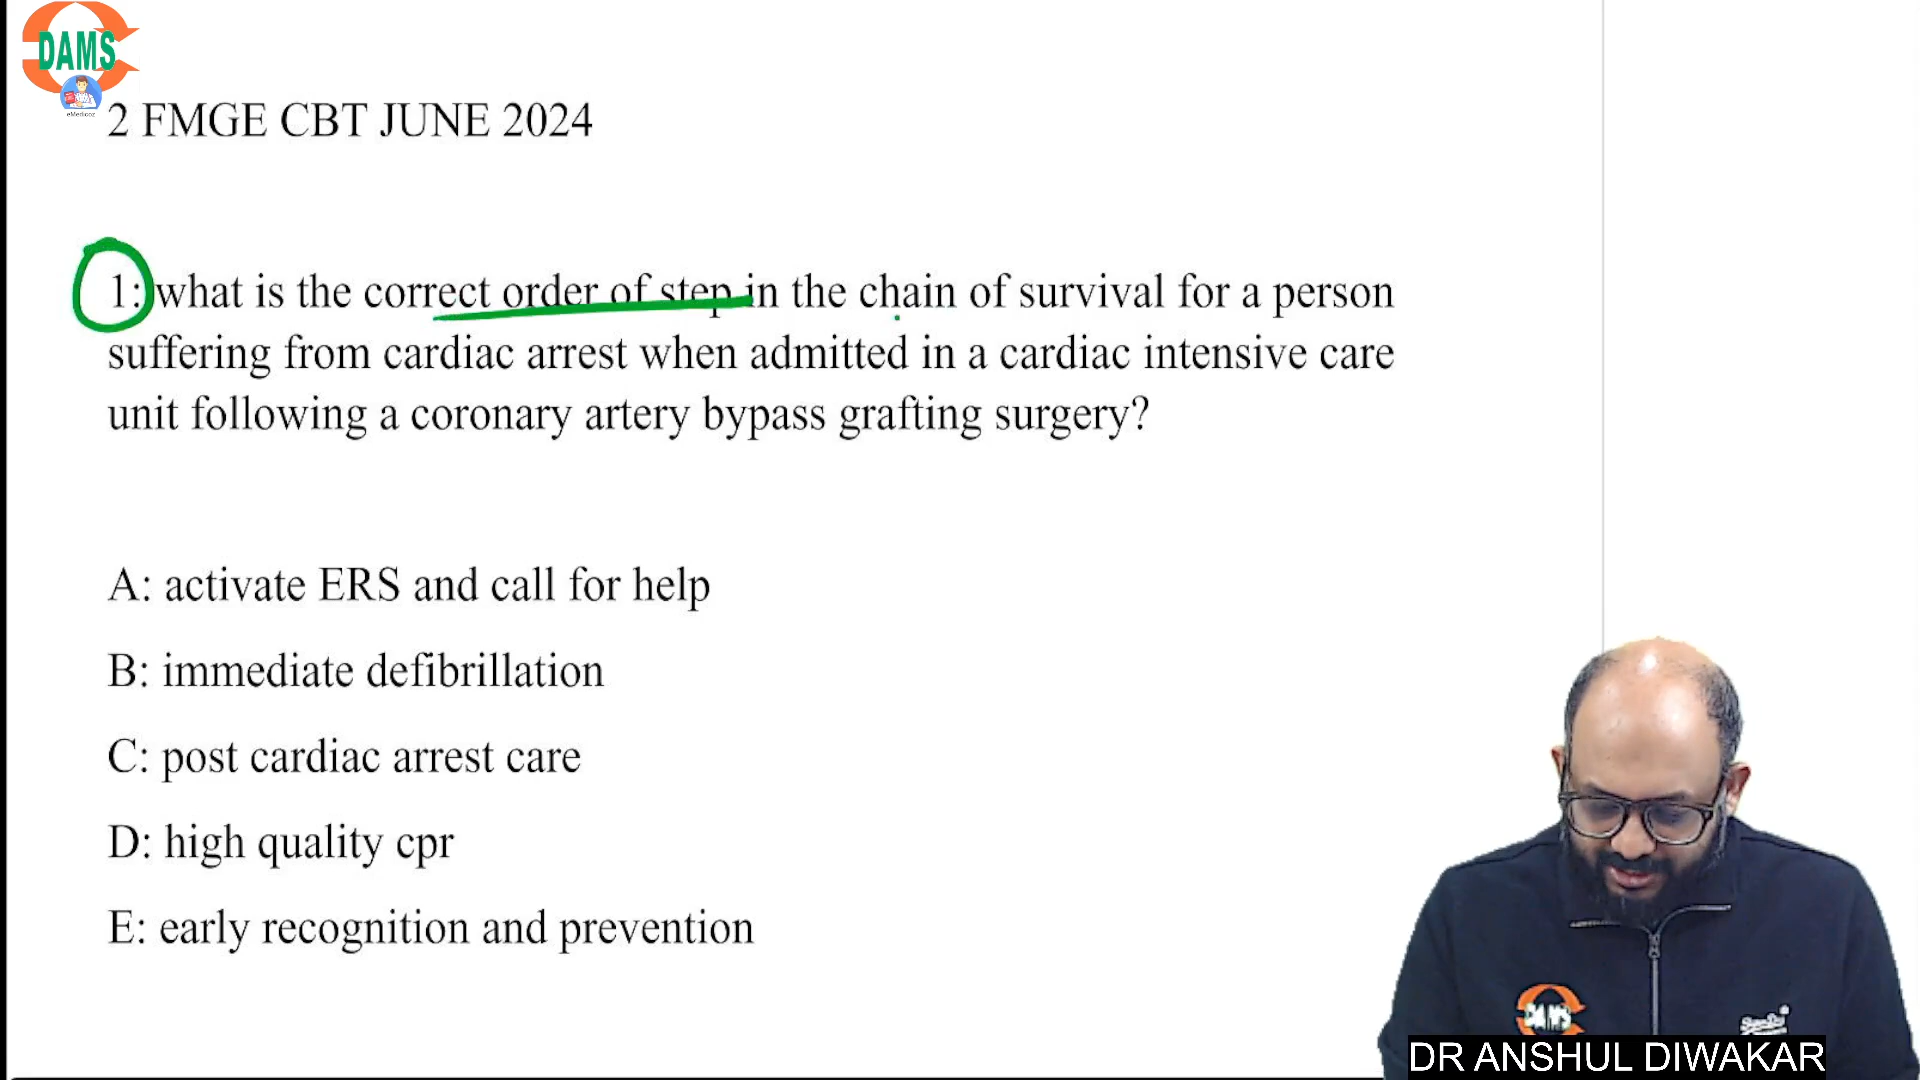 DAMS
eMedicoz
2 FMGE CBT JUNE 2024
1: what is the correct order of step in the chain of survival for a person
suffering from cardiac arrest when admitted in a cardiac intensive care
unit following a coronary artery bypass grafting surgery?
A: activate ERS and call for help
B: immediate defibrillation
C: post cardiac arrest care
D: high quality cpr
E: early recognition and prevention
DAMS
DR ANSHUL DIWAKAR